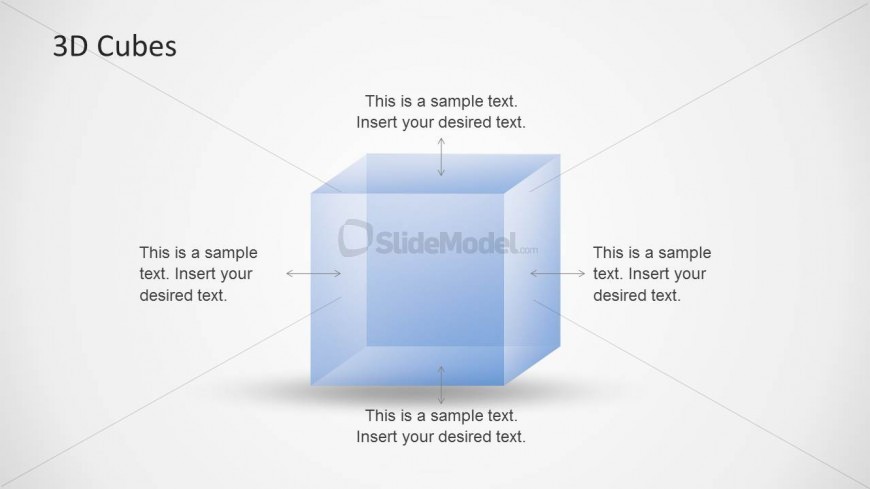 3D Cubes
This is a sample text.
Insert your desired text.
This is a sample
text. Insert your
desired text.
SlideModel.com
This is a sample
text. Insert your
desired text.
This is a sample text.
Insert your desired text.